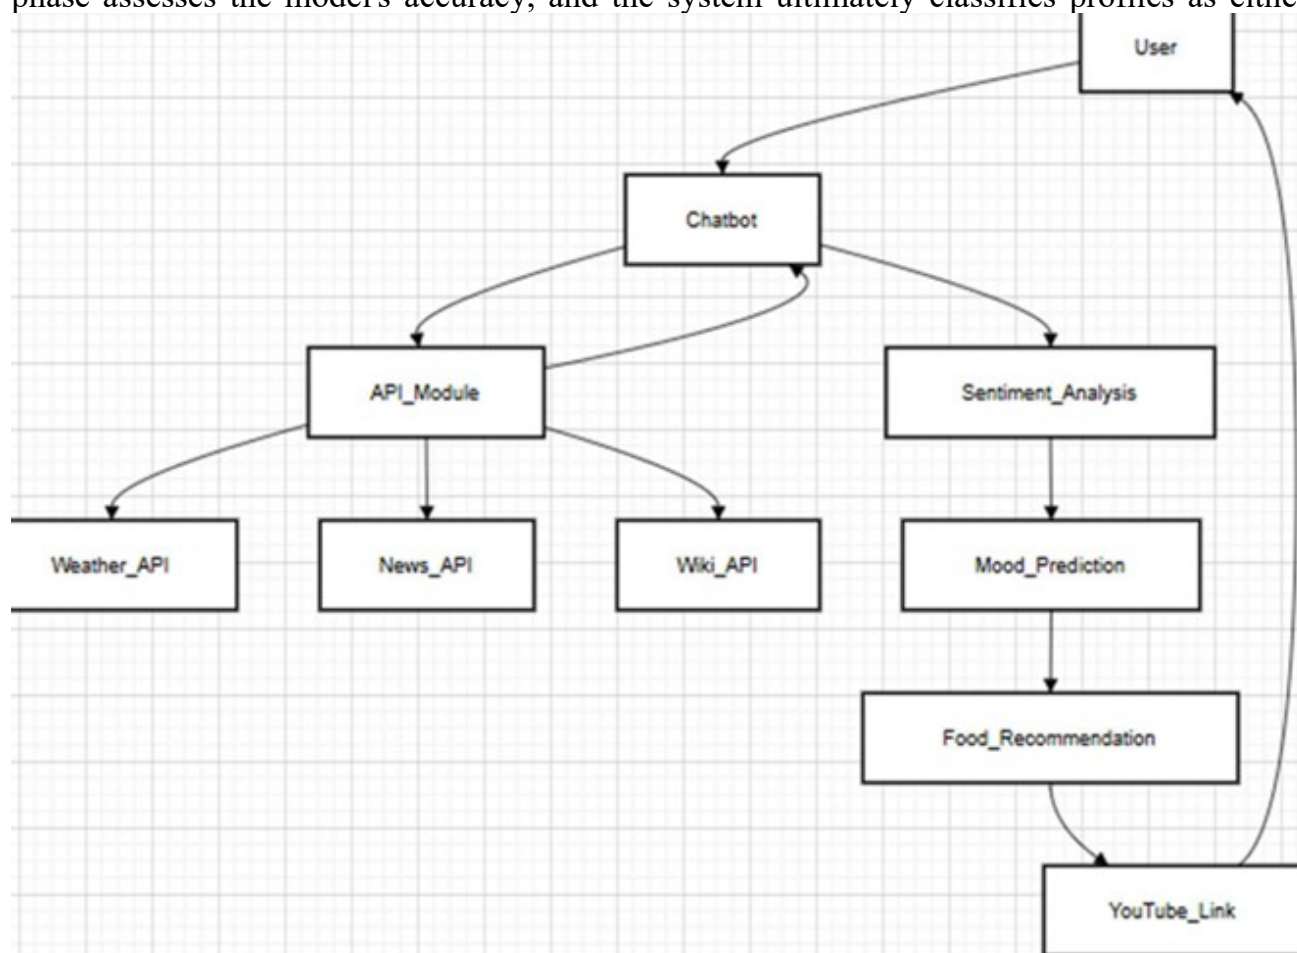 phase assesses the model's accuracy, and the system ultimately classifies profiles as either
User
Chatbot
API_Module
Sentiment_Analysis
Weather_API
News_API
Wiki_API
Mood_Prediction
Food_Recommendation
YouTube_Link